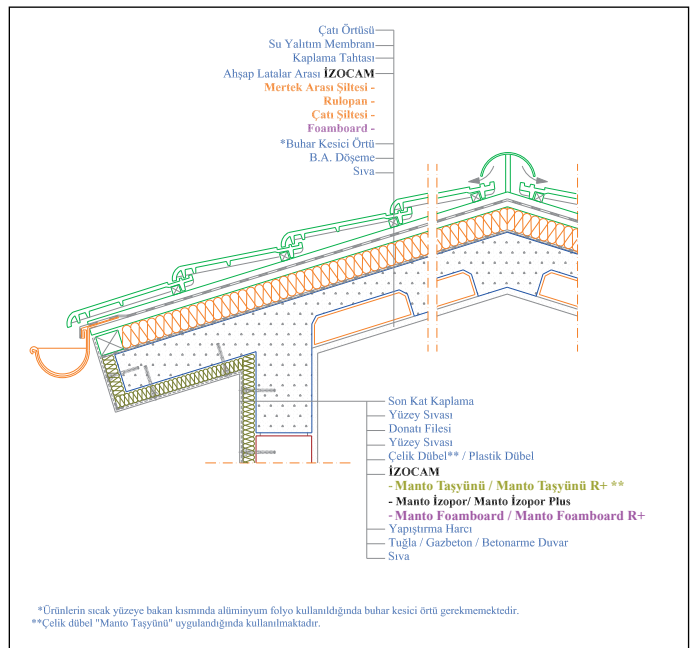 Çatı Örtüsü
Su Yalıtım Membranı
Kaplama Tahtası
Ahşap Latalar Arası İZOCAM
Mertek Arası Şiltesi -
Rulopan -
Çatı Şiltesi -
Foamboard -
*Buhar Kesici Örtü
B.A. Döşeme
Sıva
Son Kat Kaplama
Yüzey Sıvası
Donatı Filesi
Yüzey Sıvası
Çelik Dübel** / Plastik Dübel
İZOCAM
- Manto Taşyünü / Manto Taşyünü R+ **
- Manto İzopor/ Manto İzopor Plus
- Manto Foamboard / Manto Foamboard R+
Yapıştırma Harcı
Tuğla / Gazbeton / Betonarme Duvar
Sıva
*Ürünlerin sıcak yüzeye bakan kısmında alüminyum folyo kullanıldığında buhar kesici örtü gerekmemektedir.
**Çelik dübel "Manto Taşyünü" uygulandığında kullanılmaktadır.